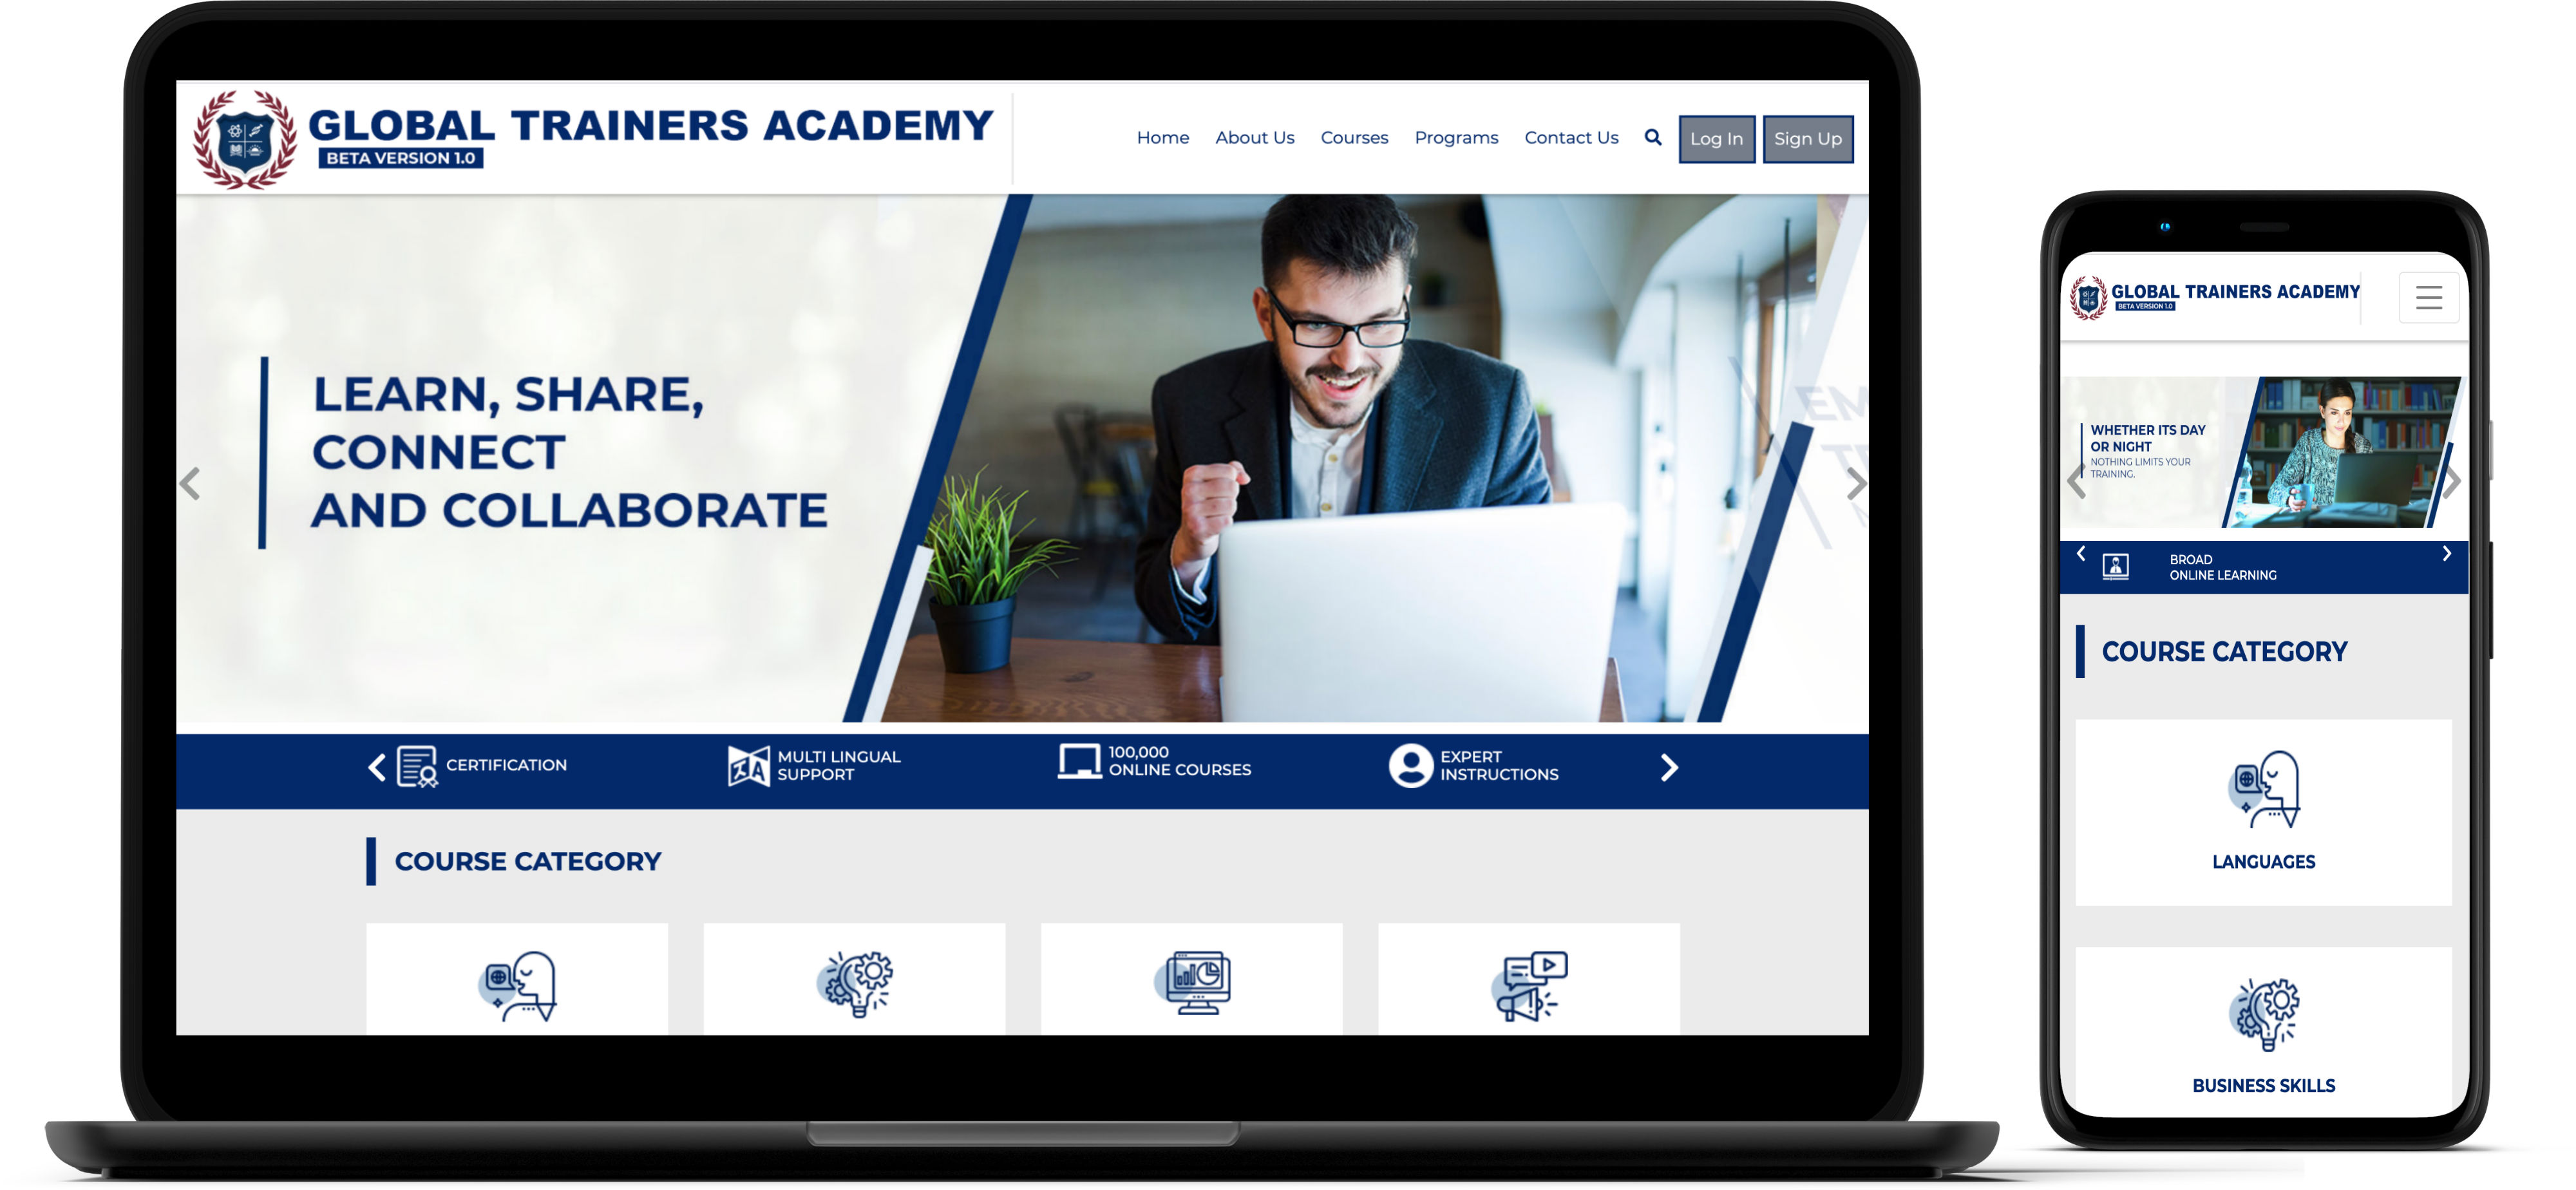 GLOBAL TRAINERS ACADEMY
BETA VERSION 1.0
Home About Us Courses Programs Contact Us Log In Sign Up
LEARN, SHARE,
CONNECT
AND COLLABORATE
CERTIFICATION
MULTI LINGUAL
SUPPORT
100,000
ONLINE COURSES
EXPERT
INSTRUCTIONS
COURSE CATEGORY
GLOBAL TRAINERS ACADEMY
BETA VERSION 1.0
WHETHER ITS DAY
OR NIGHT
NOTHING LIMITS YOUR
TRAINING.
BROAD
ONLINE LEARNING
COURSE CATEGORY
LANGUAGES
BUSINESS SKILLS